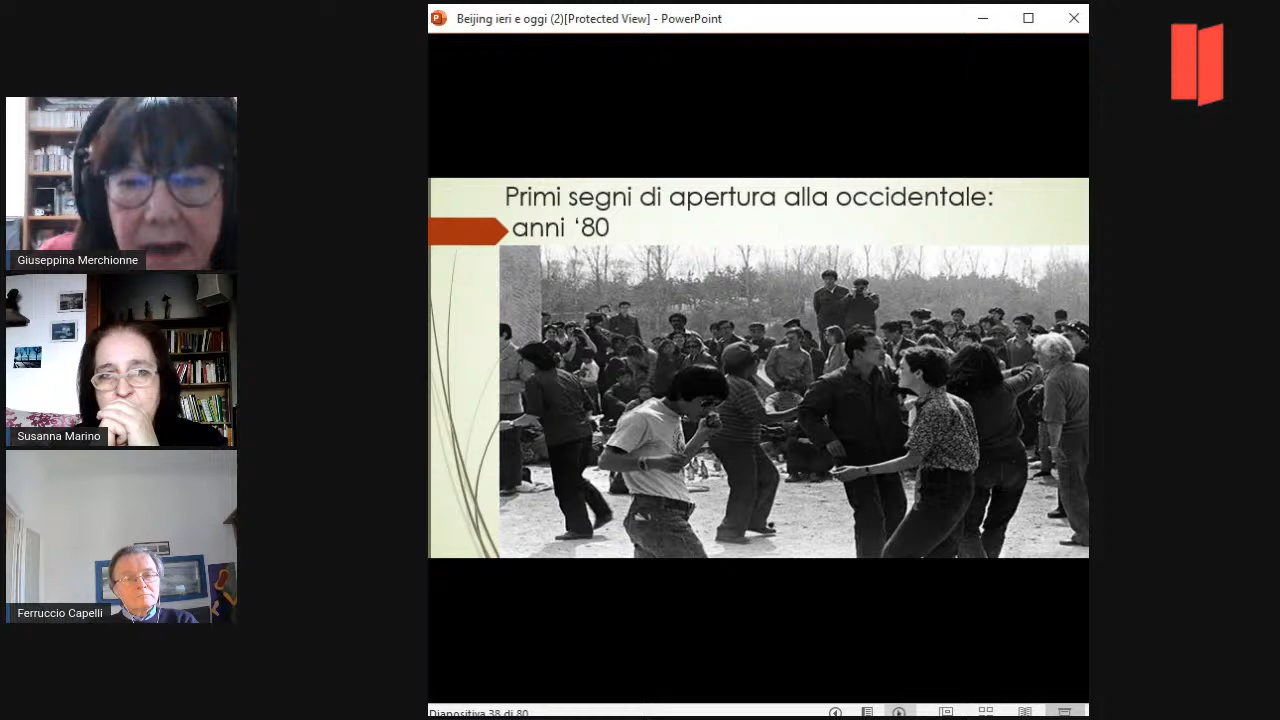 Beijing ieri e oggi (2)[Protected View] - PowerPoint
Giuseppina Merchionne
Susanna Marino
Ferruccio Capelli
Primi segni di apertura alla occidentale:
anni ‘80
Diapositiva 38 di 80